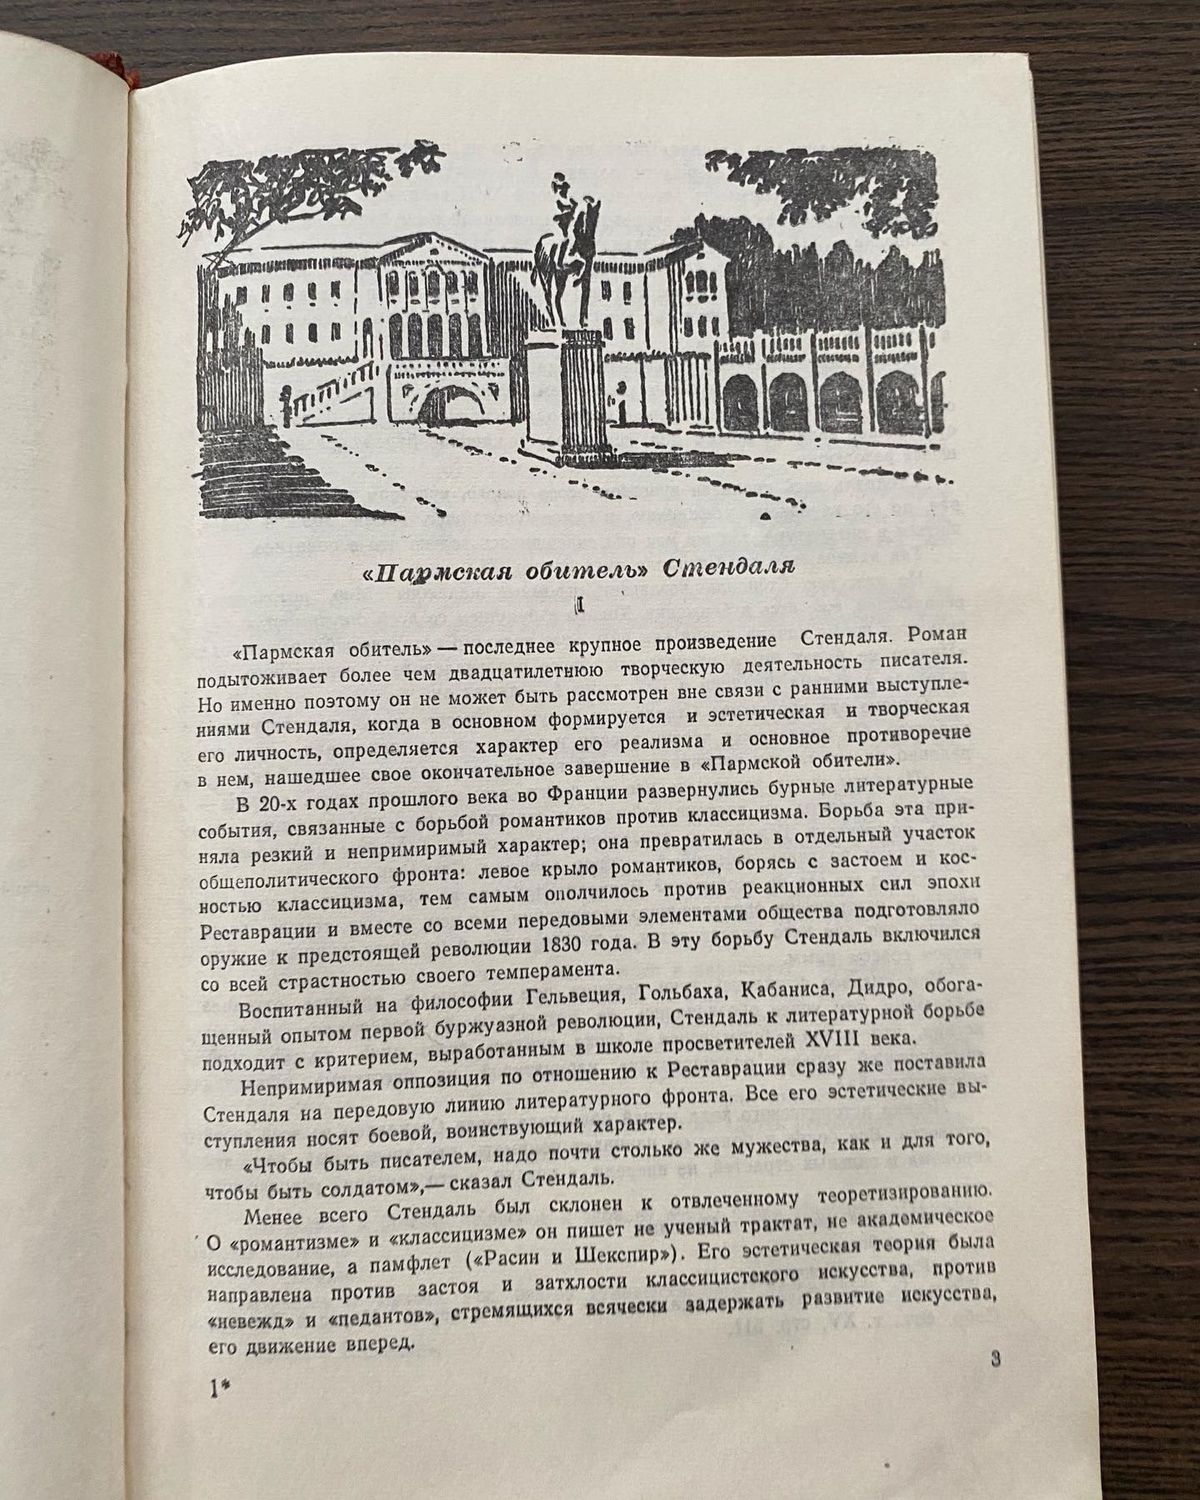 «Пармская обитель» Стендаля
I
«Пармская обитель» — последнее крупное произведение Стендаля. Роман
подытоживает более чем двадцатилетнюю творческую деятельность писателя.
Но именно поэтому он не может быть рассмотрен вне связи с ранними выступле-
ниями Стендаля, когда в основном формируется и эстетическая и творческая
его личность, определяется характер его реализма и основное противоречие
в нем, нашедшее свое окончательное завершение в «Пармской обители».
В 20-х годах прошлого века во Франции развернулись бурные литературные
события, связанные с борьбой романтиков против классицизма. Борьба эта при-
няла резкий и непримиримый характер; она превратилась в отдельный участок
общеполитического фронта: левое крыло романтиков, борясь с застоем и кос-
ностью классицизма, тем самым ополчилось против реакционных сил эпохи
Реставрации и вместе со всеми передовыми элементами общества подготовляло
оружие к предстоящей революции 1830 года. В эту борьбу Стендаль включился
со всей страстностью своего темперамента.
Воспитанный на философии Гельвеция, Гольбаха, Кабаниса, Дидро, обога-
щенный опытом первой буржуазной революции, Стендаль к литературной борьбе
подходит с критерием, выработанным в школе просветителей XVIII века.
Непримиримая оппозиция по отношению к Реставрации сразу же поставила
Стендаля на передовую линию литературного фронта. Все его эстетические вы-
ступления носят боевой, воинствующий характер.
«Чтобы быть писателем, надо почти столько же мужества, как и для того,
чтобы быть солдатом»,— сказал Стендаль.
Менее всего Стендаль был склонен к отвлеченному теоретизированию.
О «романтизме» и «классицизме» он пишет не ученый трактат, не академическое
исследование, а памфлет («Расин и Шекспир»). Его эстетическая теория была
направлена против застоя и затхлости классицистского искусства, против
«невежд» и «педантов», стремящихся всячески задержать развитие искусства,
его движение вперед.
1*
3